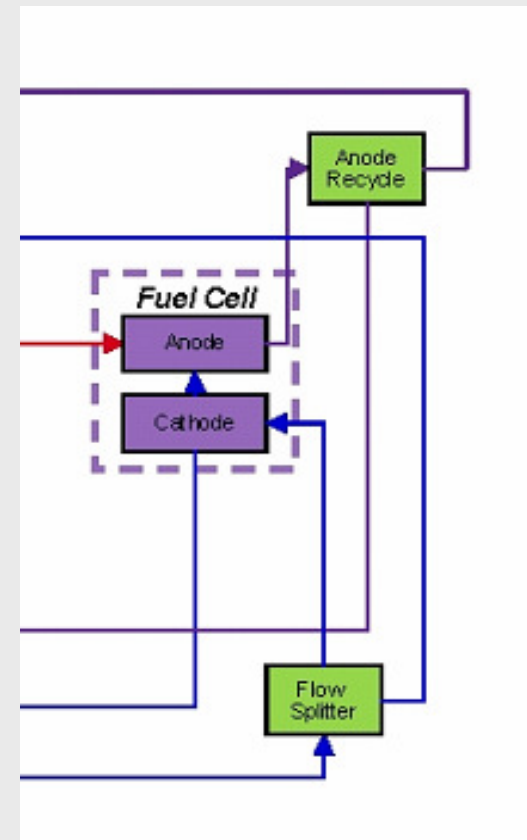 Anode
Recycle
Fuel Cell
Anode
Cathode
Flow
Splitter